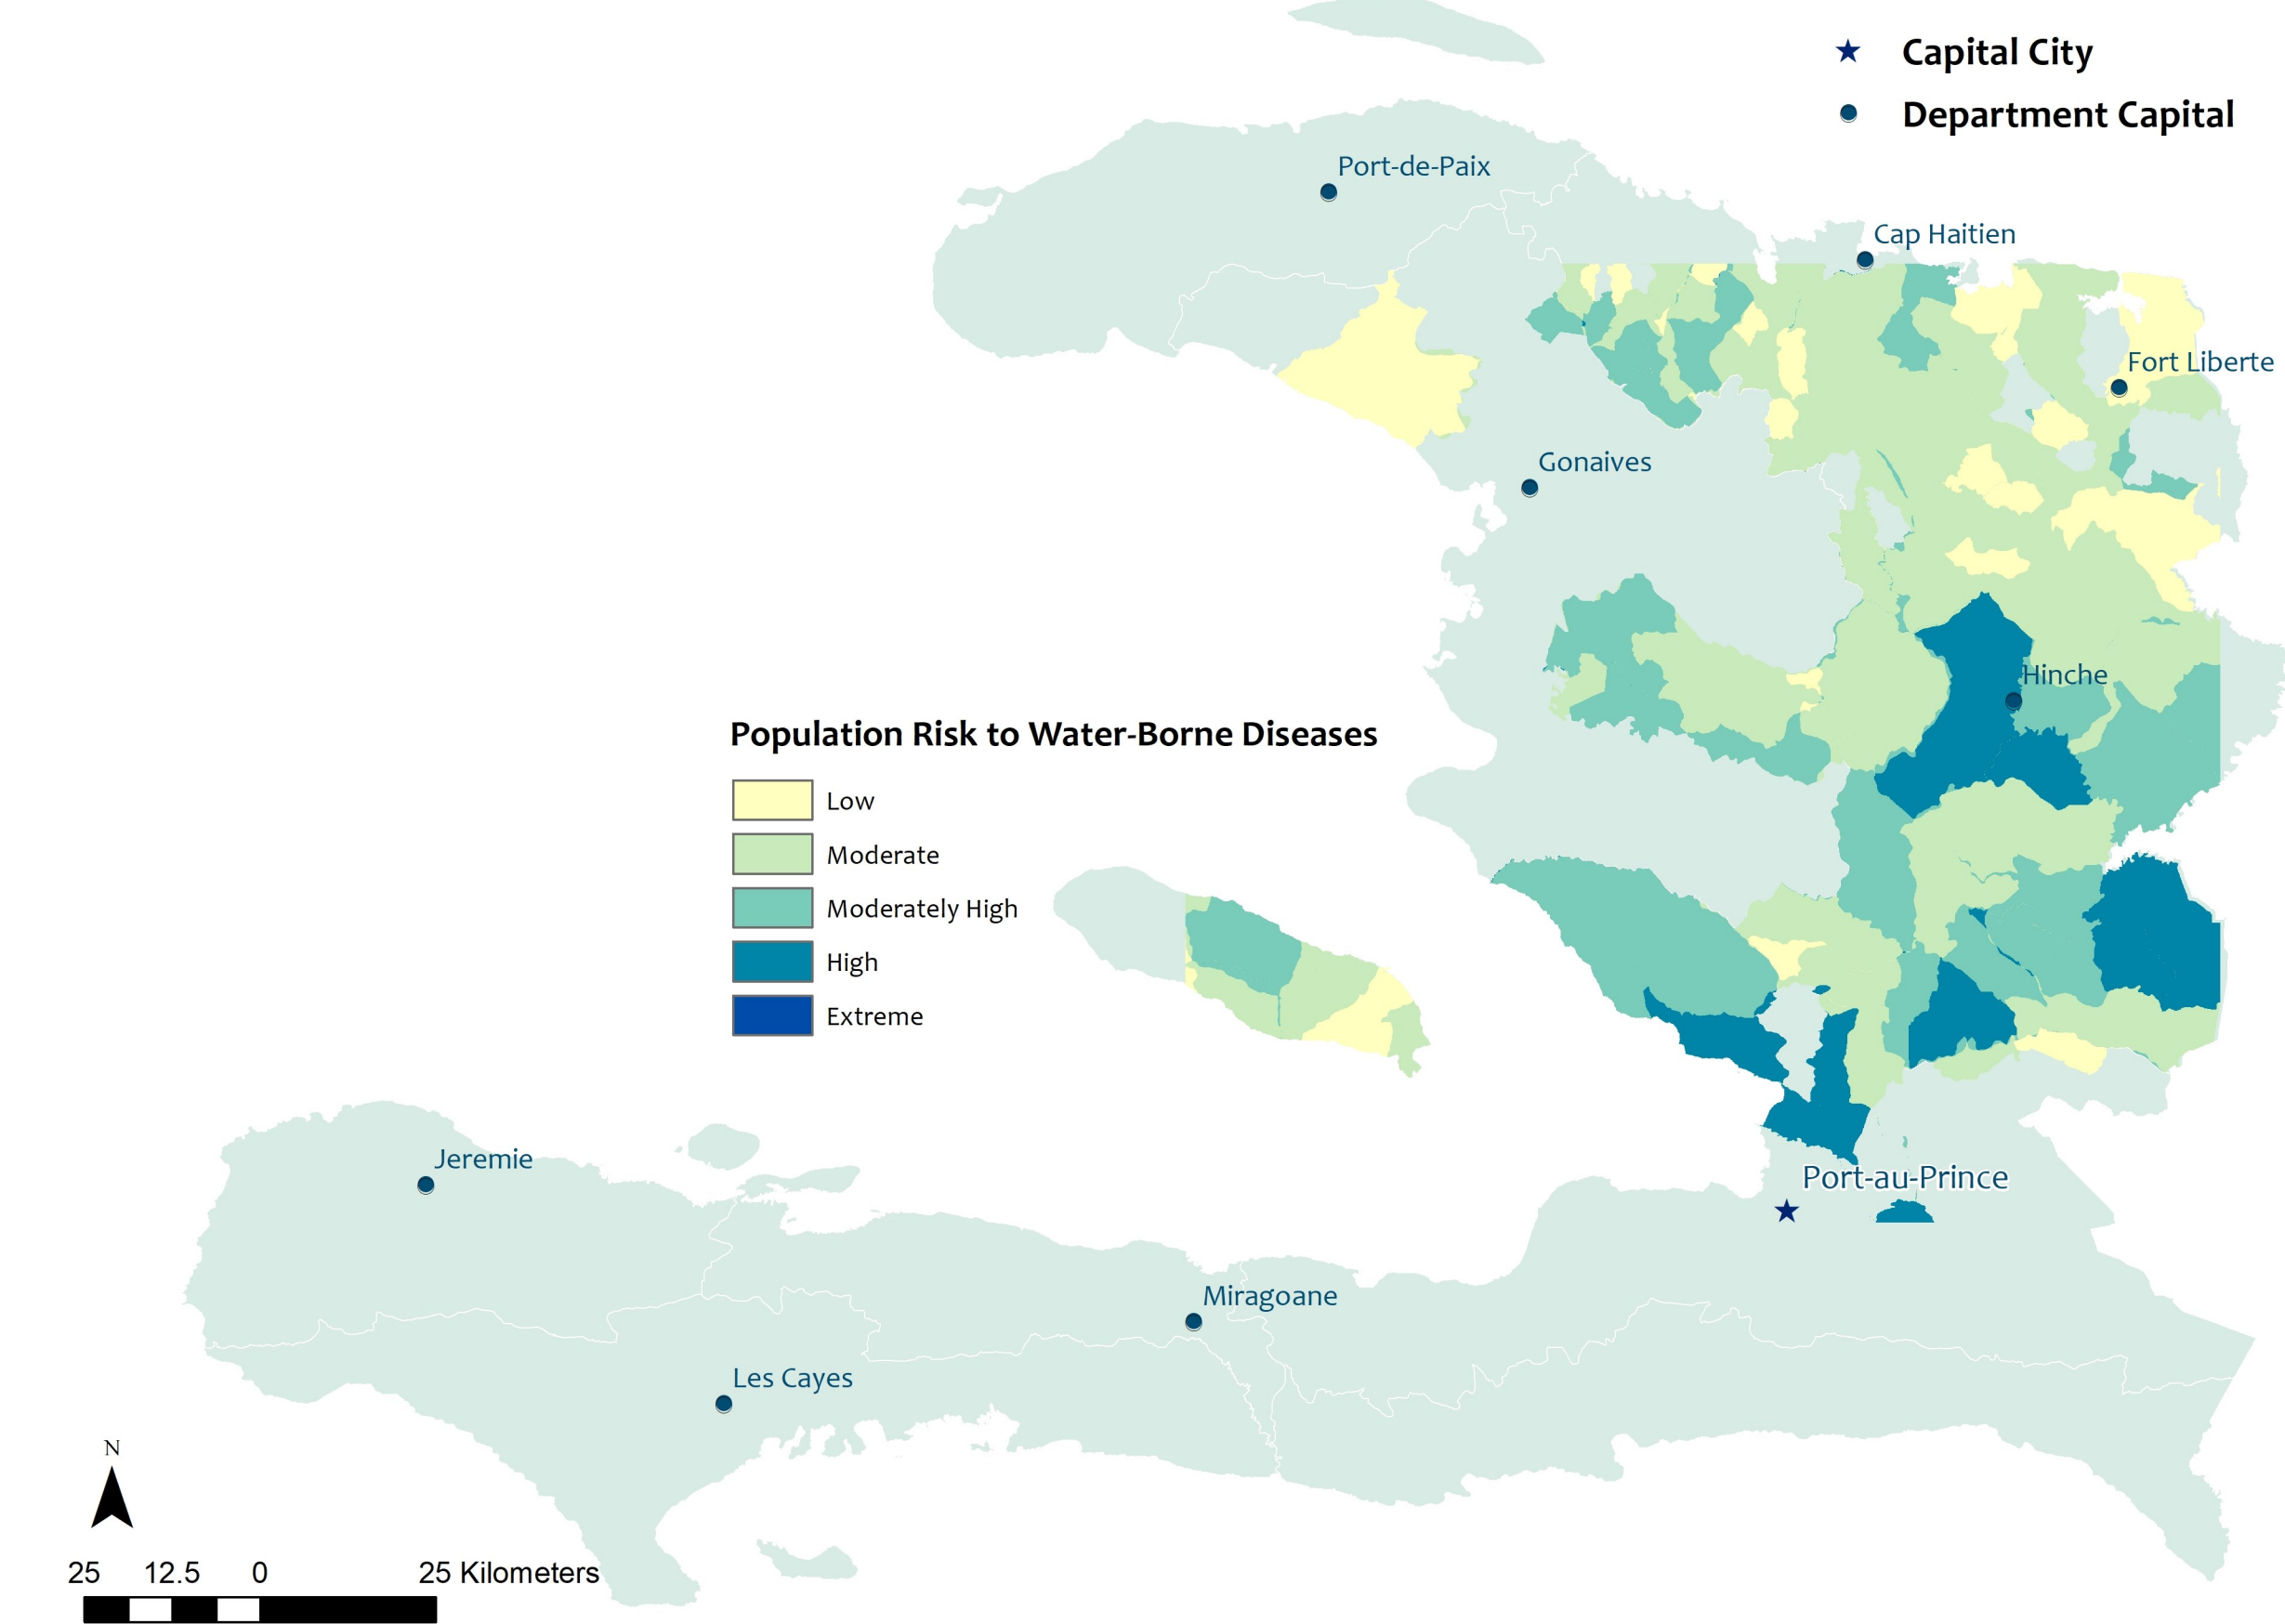 Capital City
Department Capital
Port-de-Paix
Cap Haitien
Fort Liberte
Gonaives
Hinche
Population Risk to Water-Borne Diseases
Low
Moderate
Moderately High
High
Extreme
Jeremie
Port-au-Prince
Miragoane
Les Cayes
N
25 12.5 0 25 Kilometers